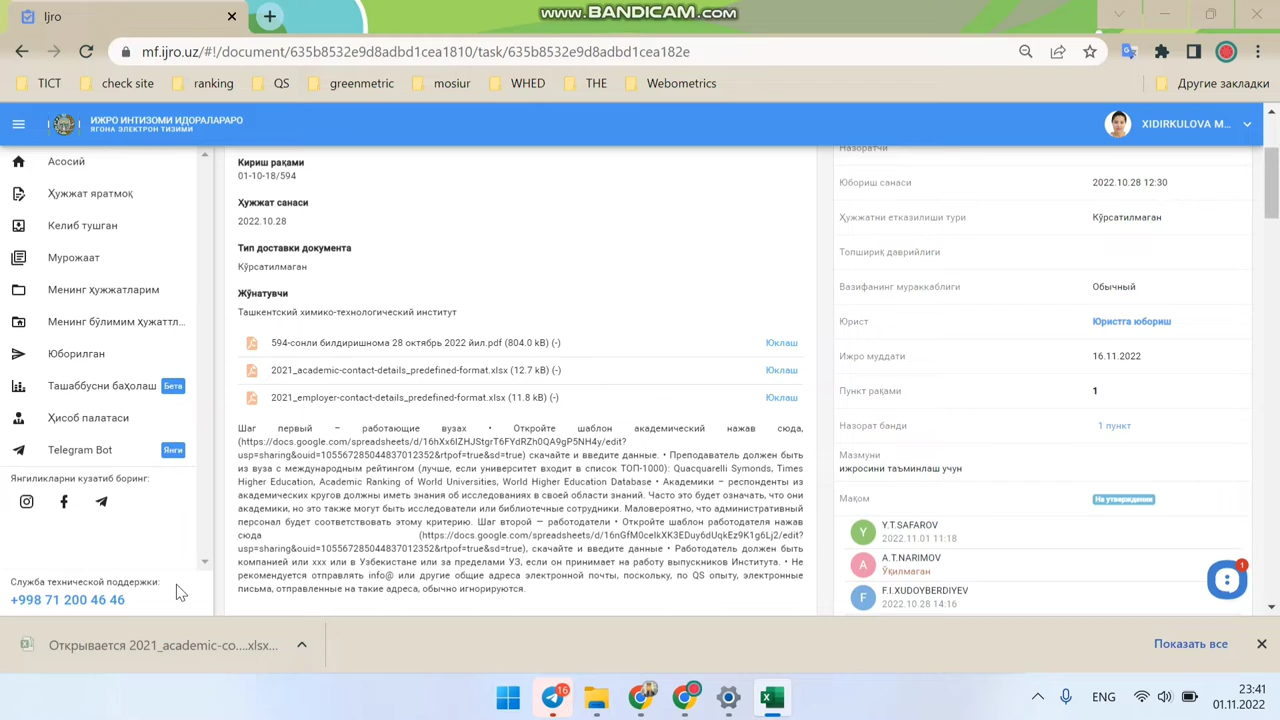 www.BANDICAM.com
Ijro
mf.ijro.uz/#!/document/635b8532e9d8adbd1cea1810/task/635b8532e9d8adbd1cea182e
TICT
check site
ranking
QS
greenmetric
mosiur
WHED
THE
Webometrics
Другие закладки
ИЖРО ИНТИЗОМИ ИДОРАЛАРАРО
ЯГОНА ЭЛЕКТРОН ТИЗИМИ
XIDIRKULOVA M...
Асосий
Ҳужжат яратмоқ
Келиб тушган
Мурожаат
Менинг ҳужжатларим
Менинг бўлимим ҳужатт...
Юборилган
Ташаббусни баҳолаш
Бета
Ҳисоб палатаси
Telegram Bot
Янги
Янгиликларни кузатиб боринг:
Служба технической поддержки:
+998 71 200 46 46
Кириш рақами
01-10-18/594
Ҳужжат санаси
2022.10.28
Тип доставки документа
Кўрсатилмаган
Жўнатувчи
Ташкентский химико-технологический институт
594-сонли билдиришнома 28 октябрь 2022 йил.pdf (804.0 kB) (-)
Юклаш
2021_academic-contact-details_predefined-format.xlsx (12.7 kB) (-)
Юклаш
2021_employer-contact-details_predefined-format.xlsx (11.8 kB) (-)
Юклаш
Шаг первый – работающие вузах • Откройте шаблон академический нажав сюда,
(https://docs.google.com/spreadsheets/d/16hXx6IZHJStgrT6FYdRZh0QA9gP5NH4y/edit?
usp=sharing&ouid=105567285044837012352&rtpof=true&sd=true) скачайте и введите данные • Преподаватель должен быть
из вуза с международным рейтингом (лучше, если университет входит в список ТОП-1000): Quacquarelli Symonds, Times
Higher Education, Academic Ranking of World Universities, World Higher Education Database • Академики – респонденты из
академических кругов должны иметь знания об исследованиях в своей области знаний. Часто это будет означать, что они
академики, но это также могут быть исследователи или библиотечные сотрудники. Маловероятно, что административный
персонал будет соответствовать этому критерию. Шаг второй — работодатели • Откройте шаблон работодателя нажав
сюда (https://docs.google.com/spreadsheets/d/16nGfM0celkXK3EDuy6dUqkEz9K1g6Lj2/edit?
usp=sharing&ouid=105567285044837012352&rtpof=true&sd=true), скачайте и введите данные • Работодатель должен быть
компанией или xxx или в Узбекистане или за пределами УЗ, если он принимает на работу выпускников Института. • Не
рекомендуется отправлять info@ или другие общие адреса электронной почты, поскольку, по QS опыту, электронные
письма, отправленные на такие адреса, обычно игнорируются.
Назоратчи
Юбориш санаси
2022.10.28 12:30
Ҳужжатни етказилиши тури
Кўрсатилмаган
Топшириқ даврийлиги
Вазифанинг мураккаблиги
Обычный
Юрист
Юристга юбориш
Ижро муддати
16.11.2022
Пункт рақами
1
Назорат банди
1 пункт
Мазмуни
ижросини таъминлаш учун
Мақом
На утверждении
Y
Y.T.SAFAROV
2022.11.01 11:18
A
A.T.NARIMOV
Ўқилмаган
F
F.I.XUDOYBERDIYEV
2022.10.28 14:16
1
Открывается 2021_academic-co....xlsx...
Показать все
16
ENG
23:41
01.11.2022